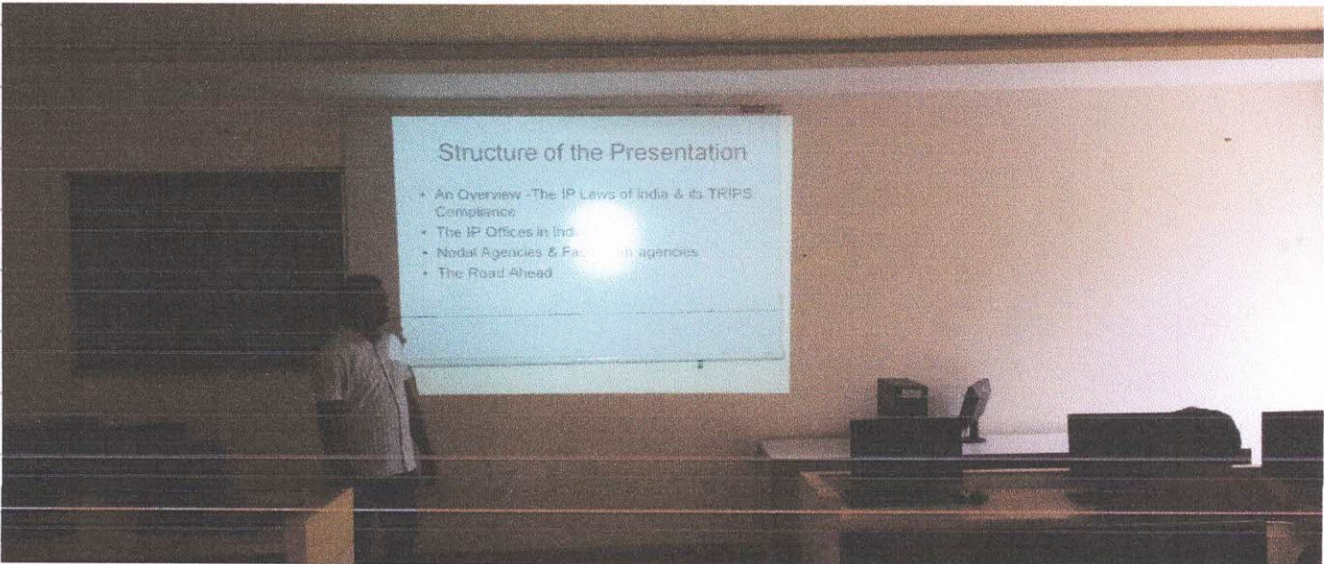 Structure of the Presentation
• An Overview -The IP Laws of India & its TRIPS
Compliance
• The IP Offices in
• Nodal Agencies & agencies
• The Road Ahead